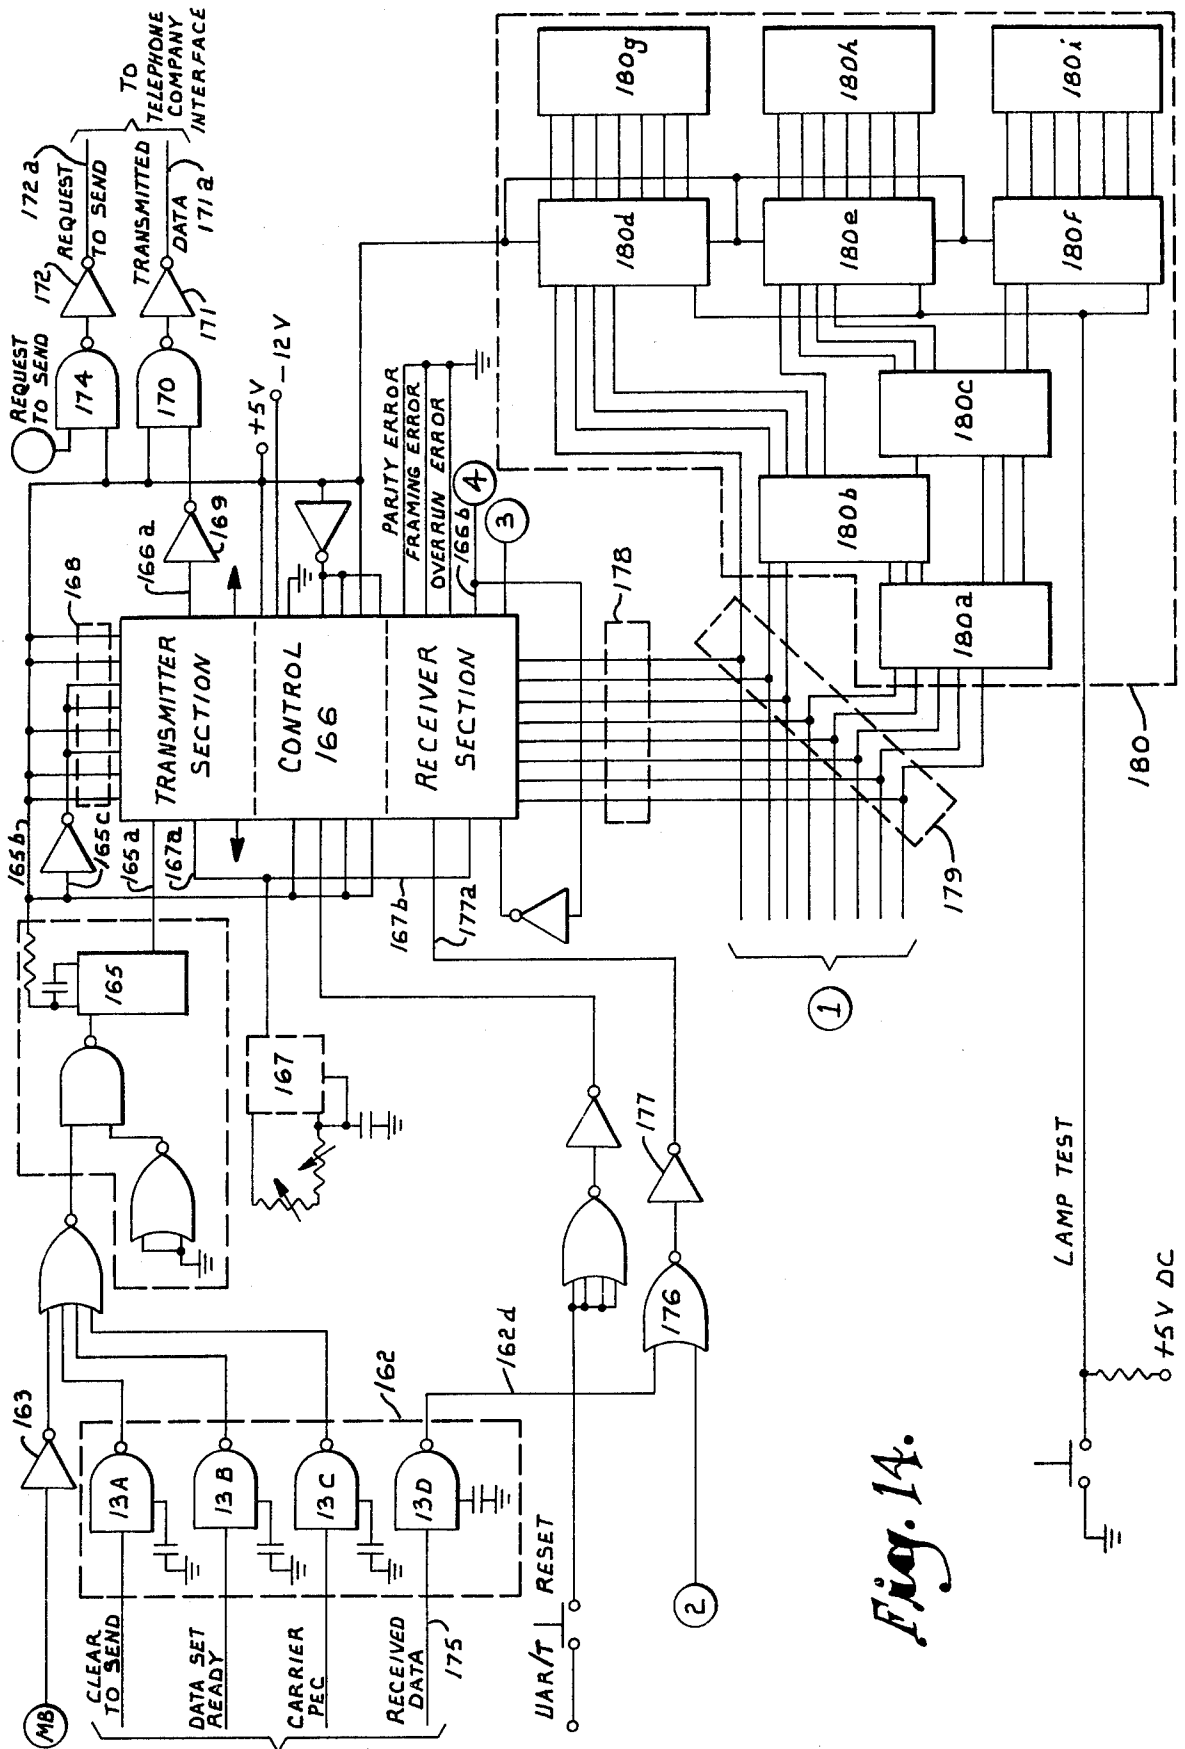 MB
163
CLEAR
TO SEND
13A
DATA SET
READY
13B
CARRIER
PEC
13C
RECEIVED
DATA
13D
175
162
162d
UAR/T RESET
2
176
177
165
167
165b
165c
165a
167a
167b
177a
168
TRANSMITTER
SECTION
CONTROL
166
RECEIVER
SECTION
166a
169
REQUEST
TO SEND
174
172
172a
REQUEST
TO SEND
170
171
TRANSMITTED
DATA
171a
TO
TELEPHONE
COMPANY
INTERFACE
+5V
-12V
PARITY ERROR
FRAMING ERROR
OVERRUN ERROR
166b
4
3
178
1
179
180
180a
180b
180c
180d
180e
180f
180g
180h
180i
LAMP TEST
+5V DC
Fig. 14.